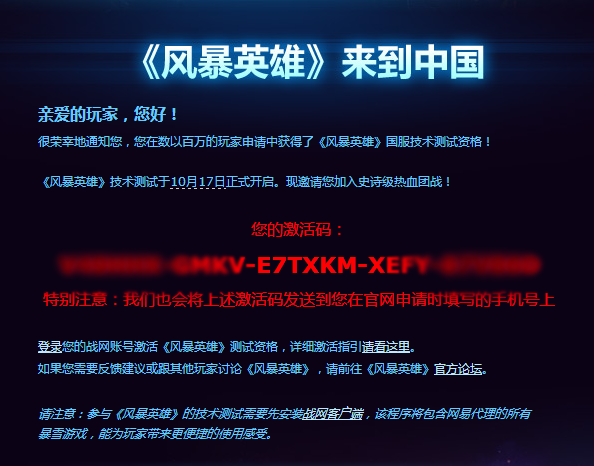 《风暴英雄》来到中国
亲爱的玩家，您好！
很荣幸地通知您，您在数以百万的玩家申请中获得了《风暴英雄》国服技术测试资格！
《风暴英雄》技术测试于10月17日正式开启。现邀请您加入史诗级热血团战！
您的激活码：
GMKV-E7TXKM-XEFY
特别注意：我们也会将上述激活码发送到您在官网申请时填写的手机号上
登录您的战网账号激活《风暴英雄》测试资格，详细激活指引请看这里。
如果您需要反馈建议或跟其他玩家讨论《风暴英雄》，请前往《风暴英雄》官方论坛。
请注意：参与《风暴英雄》的技术测试需要先安装战网客户端，该程序将包含网易代理的所有
暴雪游戏，能为玩家带来更便捷的使用感受。